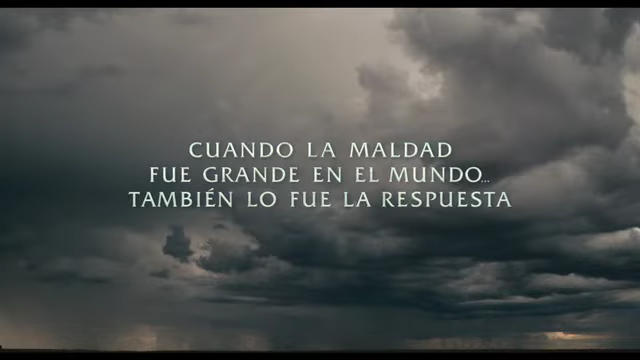 CUANDO LA MALDAD
FUE GRANDE EN EL MUNDO...
TAMBIÉN LO FUE LA RESPUESTA